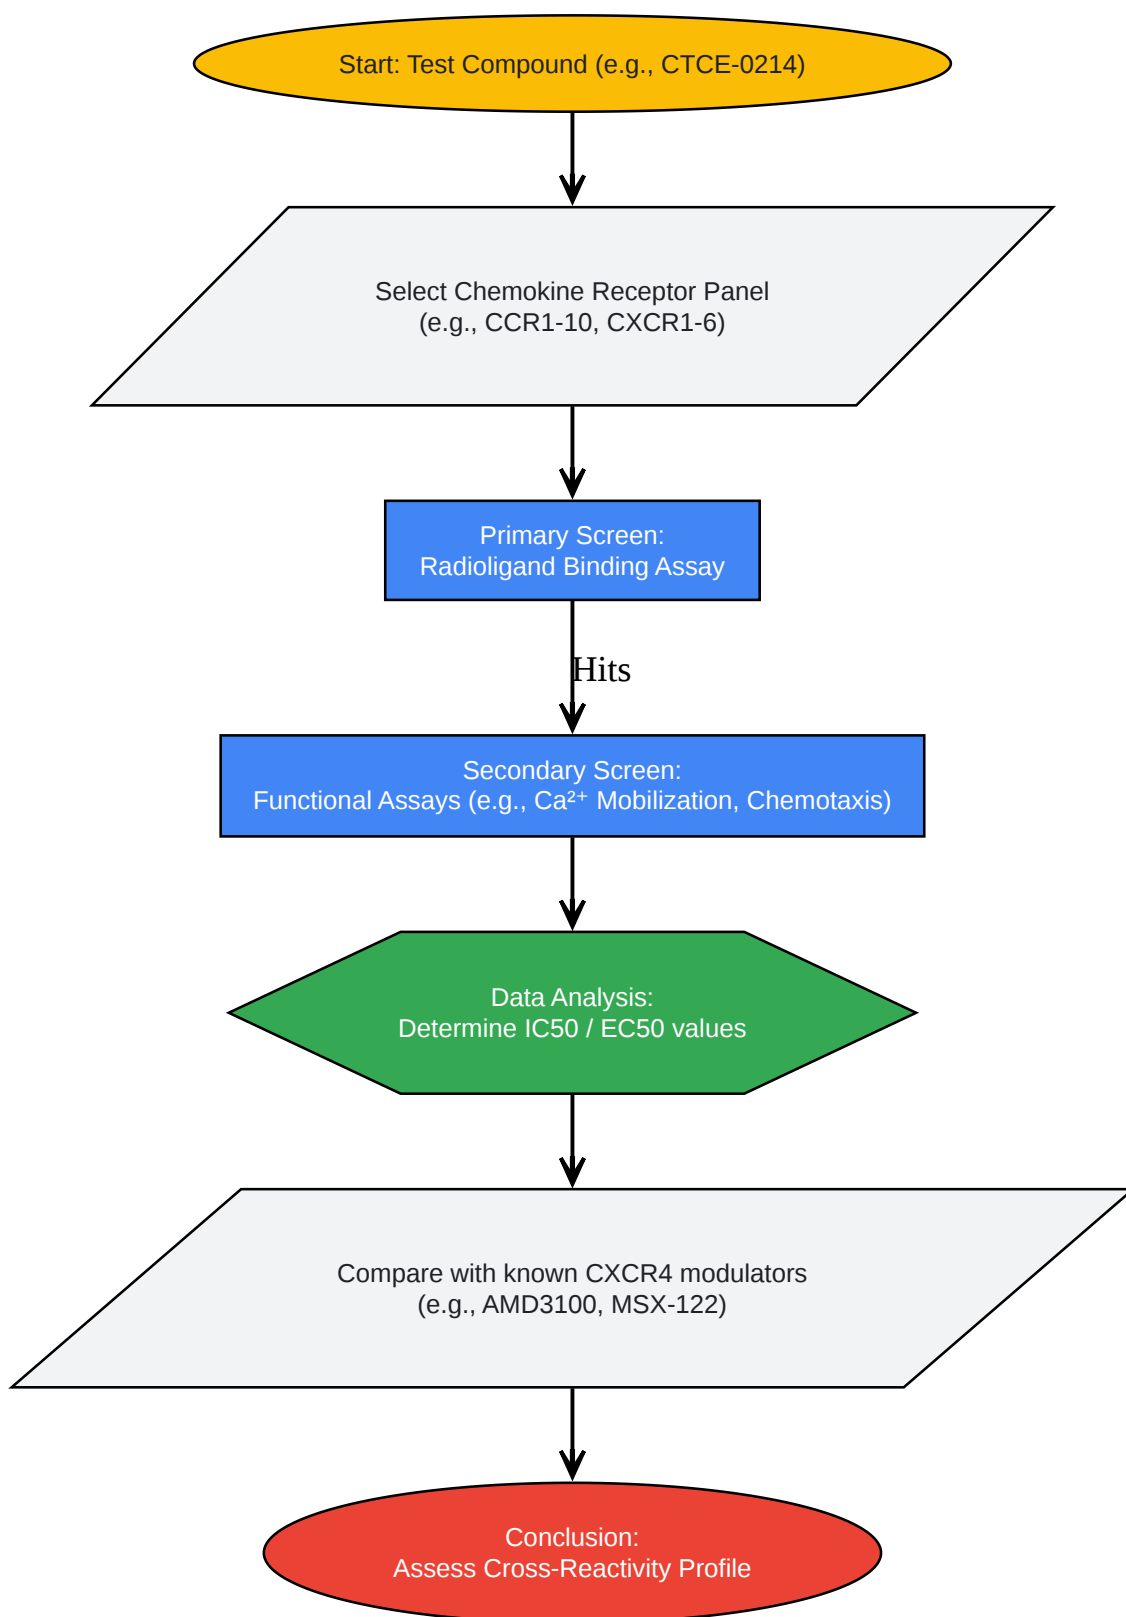 Start: Test Compound (e.g., CTCE-0214)
Select Chemokine Receptor Panel
(e.g., CCR1-10, CXCR1-6)
Primary Screen:
Radioligand Binding Assay
Hits
Secondary Screen:
Functional Assays (e.g., Ca²⁺ Mobilization, Chemotaxis)
Data Analysis:
Determine IC50 / EC50 values
Compare with known CXCR4 modulators
(e.g., AMD3100, MSX-122)
Conclusion:
Assess Cross-Reactivity Profile